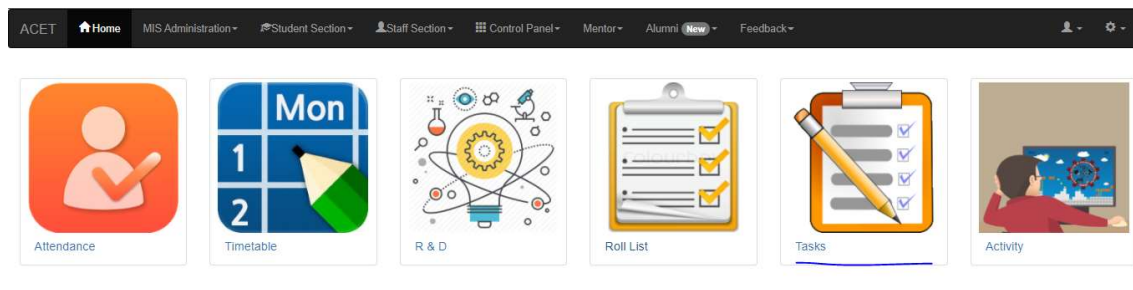 ACET Home MIS Administration Student Section Staff Section Control Panel Mentor Alumni New Feedback
Mon
1
2
Attendance Timetable R & D Roll List Tasks Activity